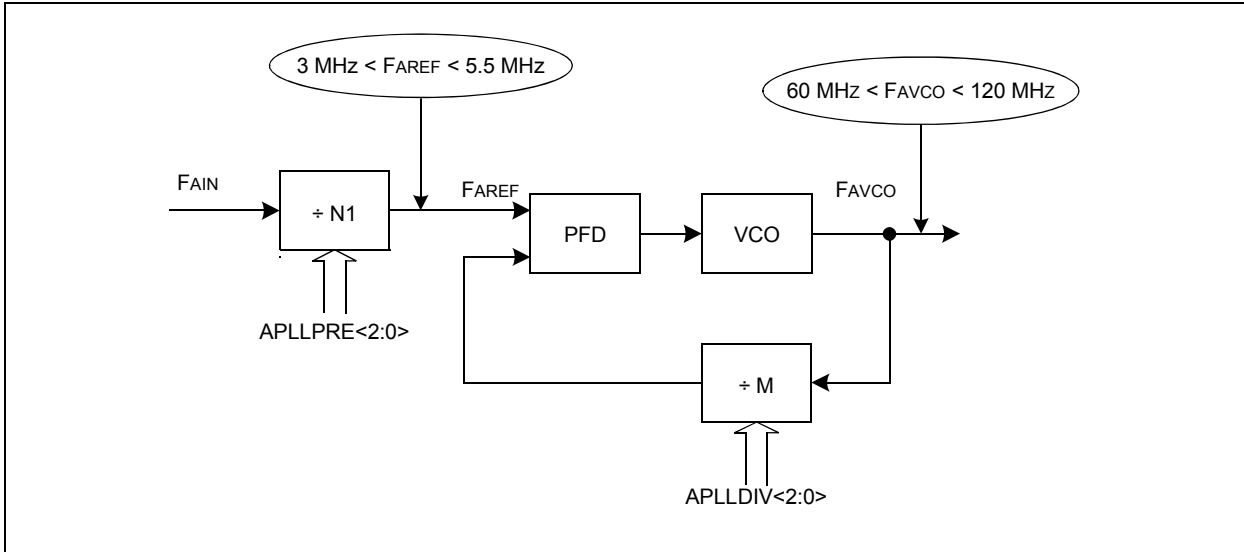 3 MHz < FAREF < 5.5 MHz
60 MHz < FAVCO < 120 MHz
FAIN
÷ N1
FAREF
PFD
VCO
FAVCO
APLLPRE<2:0>
÷ M
APLLDIV<2:0>